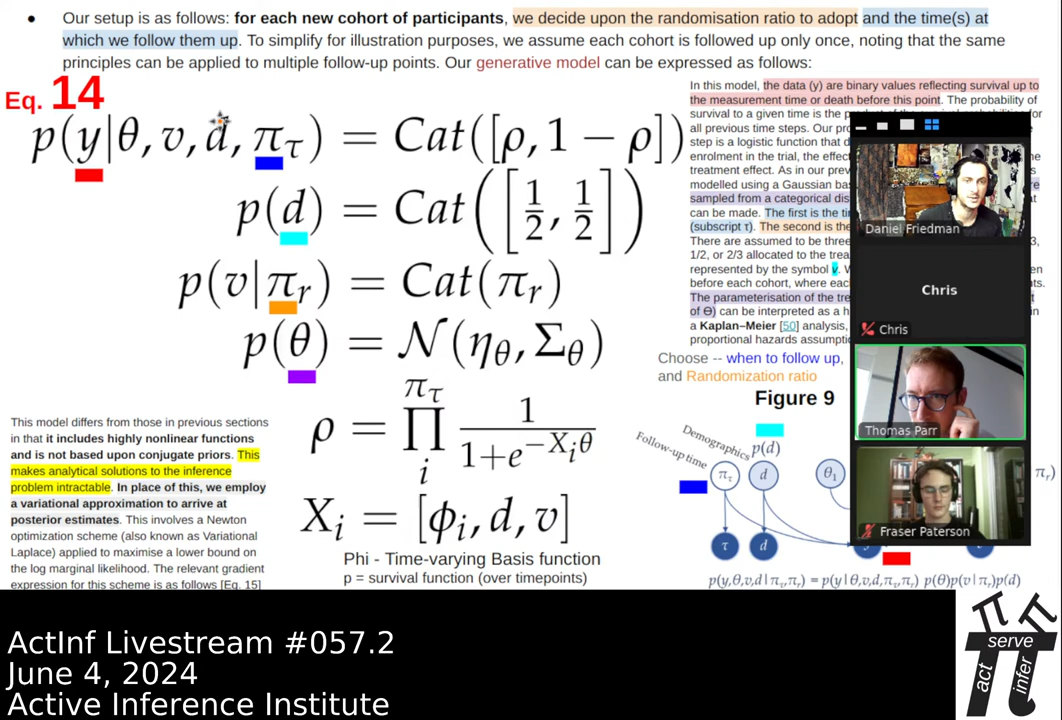 ● Our setup is as follows: for each new cohort of participants, we decide upon the randomisation ratio to adopt and the time(s) at
which we follow them up. To simplify for illustration purposes, we assume each cohort is followed up only once, noting that the same
principles can be applied to multiple follow-up points. Our generative model can be expressed as follows:
Eq. 14
p(y|θ, v, d, π_τ) = Cat([ρ, 1 − ρ])
p(d) = Cat([1/2, 1/2])
p(v|π_r) = Cat(π_r)
p(θ) = N(η_θ, Σ_θ)
ρ = ∏_i^{π_τ} 1/(1+e^{−X_iθ})
X_i = [ϕ_i, d, v]
Phi - Time-varying Basis function
p = survival function (over timepoints)
This model differs from those in previous sections
in that it includes highly nonlinear functions
and is not based upon conjugate priors. This
makes analytical solutions to the inference
problem intractable. In place of this, we employ
a variational approximation to arrive at
posterior estimates. This involves a Newton
optimization scheme (also known as Variational
Laplace) applied to maximise a lower bound on
the log marginal likelihood. The relevant gradient
expression for this scheme is as follows [Eq. 15]
In this model, the data (y) are binary values reflecting survival up to
the measurement time or death before this point. The probability of
survival to a given time is the
all previous time steps. Our
step is a logistic function that d
enrolment in the trial, the effect
treatment effect. As in our
modelled using a Gaussian
sampled from a categorical
can be made. The first is the
(subscript τ). The second is the
There are assumed to be three
1/2, or 2/3 allocated to the
represented by the symbol v.
before each cohort, where
The parameterisation of the
of Θ) can be interpreted as a
a Kaplan–Meier [50] analysis,
proportional hazards
Choose -- when to follow up,
and Randomization ratio
Figure 9
Follow-up time
Demographics
p(d)
π_τ
d
θ_1
π_r)
τ
d
p(y,θ,v,d | π_τ,π_r) = p(y | θ,v,d,π_τ,π_r) p(θ)p(v | π_r)p(d)
Daniel Friedman
Chris
Chris
Thomas Parr
Fraser Paterson
ActInf Livestream #057.2
June 4, 2024
Active Inference Institute
serve
act
infer